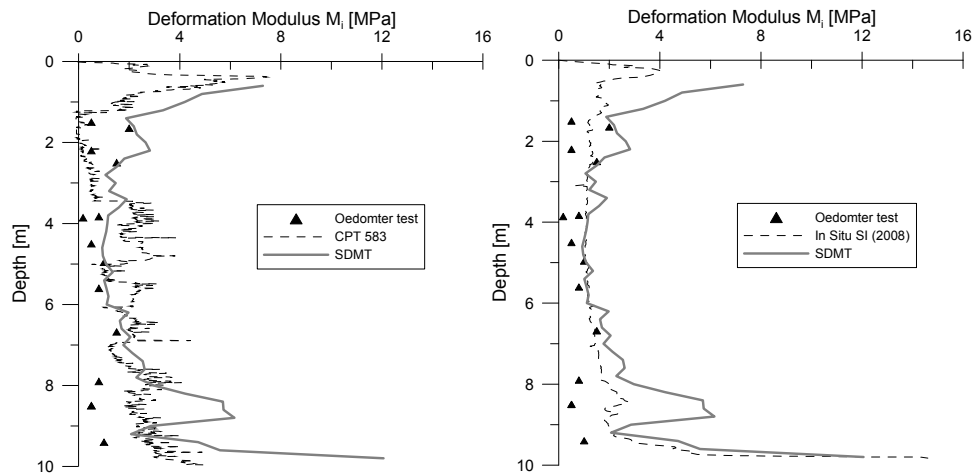 Deformation Modulus Mi [MPa]
0 4 8 12 16
0
2
4
6
8
10
Depth [m]
Oedomter test
CPT 583
SDMT
Deformation Modulus Mi [MPa]
0 4 8 12 16
0
2
4
6
8
10
Depth [m]
Oedomter test
In Situ SI (2008)
SDMT